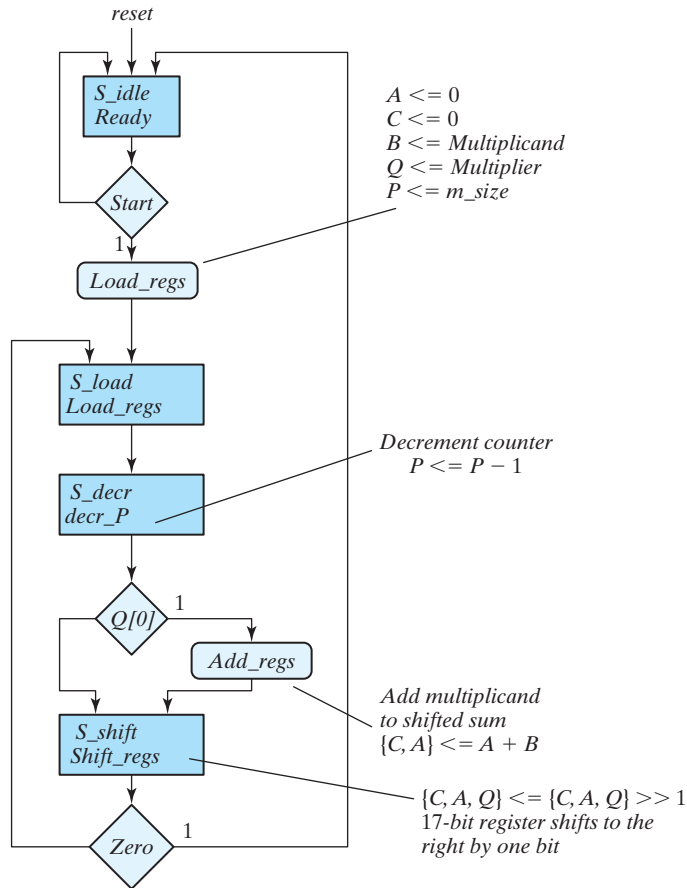 reset
S_idle
Ready
A <= 0
C <= 0
B <= Multiplicand
Q <= Multiplier
P <= m_size
Start
1
Load_regs
S_load
Load_regs
Decrement counter
P <= P − 1
S_decr
decr_P
Q[0]
1
Add_regs
Add multiplicand
to shifted sum
{C, A} <= A + B
S_shift
Shift_regs
{C, A, Q} <= {C, A, Q} >> 1
17-bit register shifts to the
right by one bit
Zero
1